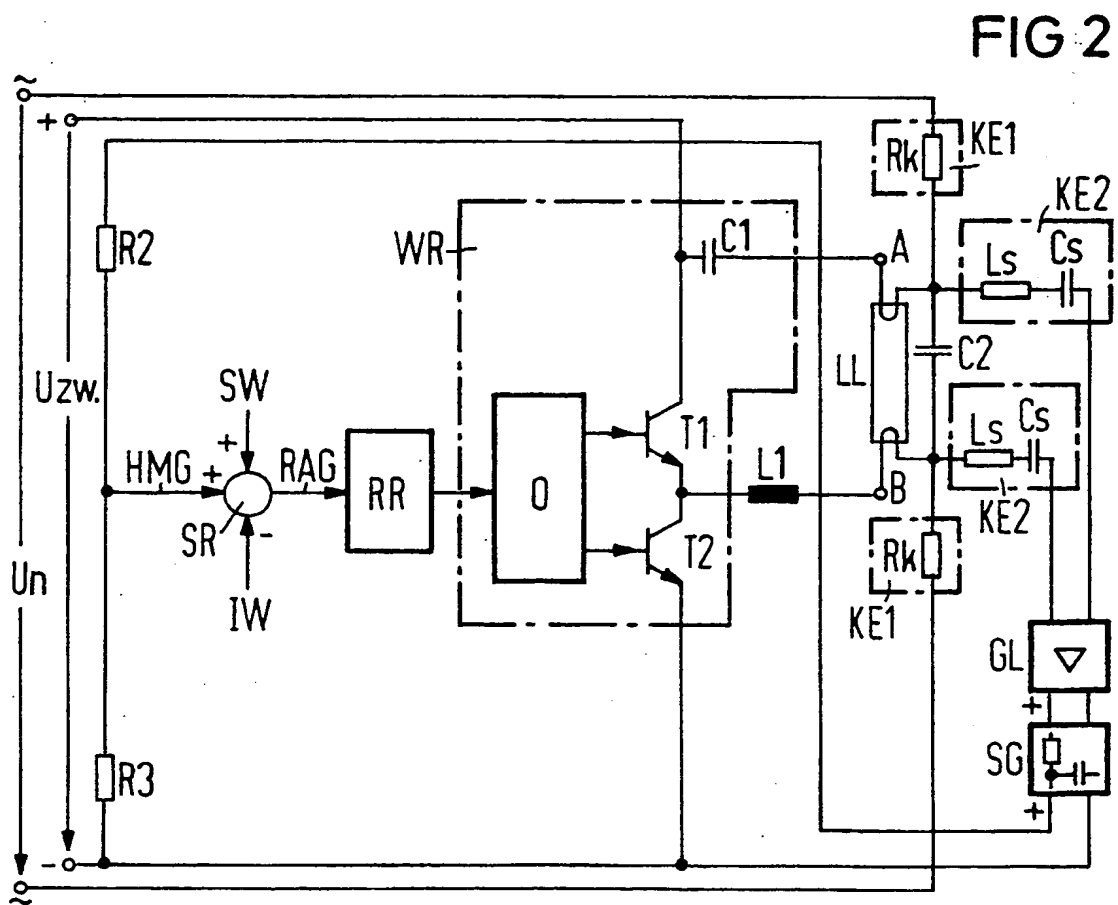 FIG 2
~
+
Rk
KE1
KE2
R2
WR
C1
A
Ls
Cs
Uzw.
SW
+
LL
C2
HMG
+
RAG
RR
O
T1
L1
B
Ls
Cs
KE2
SR
-
Un
IW
T2
Rk
KE1
GL
+
SG
R3
+
-
~